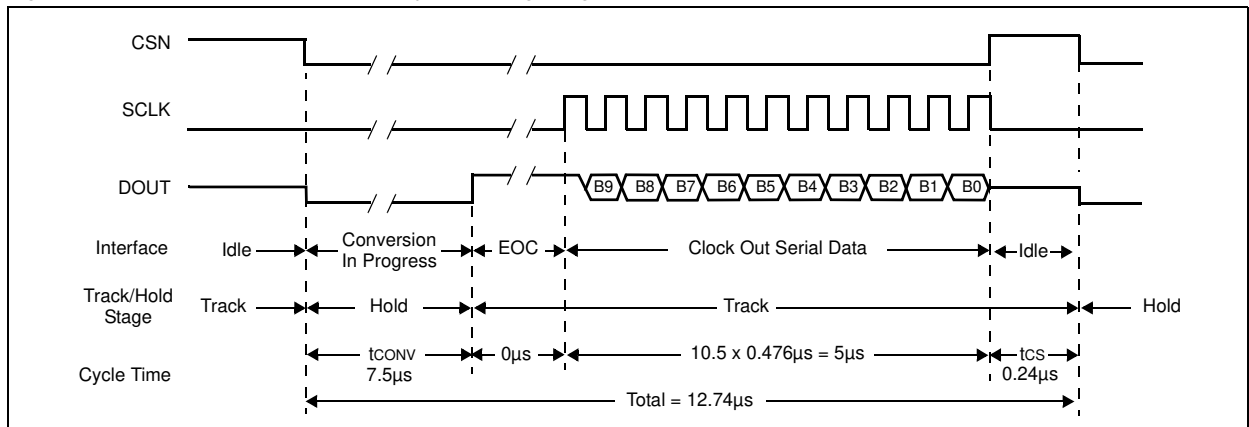 CSN
SCLK
DOUT
B9 B8 B7 B6 B5 B4 B3 B2 B1 B0
Interface Idle Conversion In Progress EOC Clock Out Serial Data Idle
Track/Hold Stage Track Hold Track Hold
Cycle Time
tCONV 7.5µs
0µs
10.5 x 0.476µs = 5µs
tCS 0.24µs
Total = 12.74µs